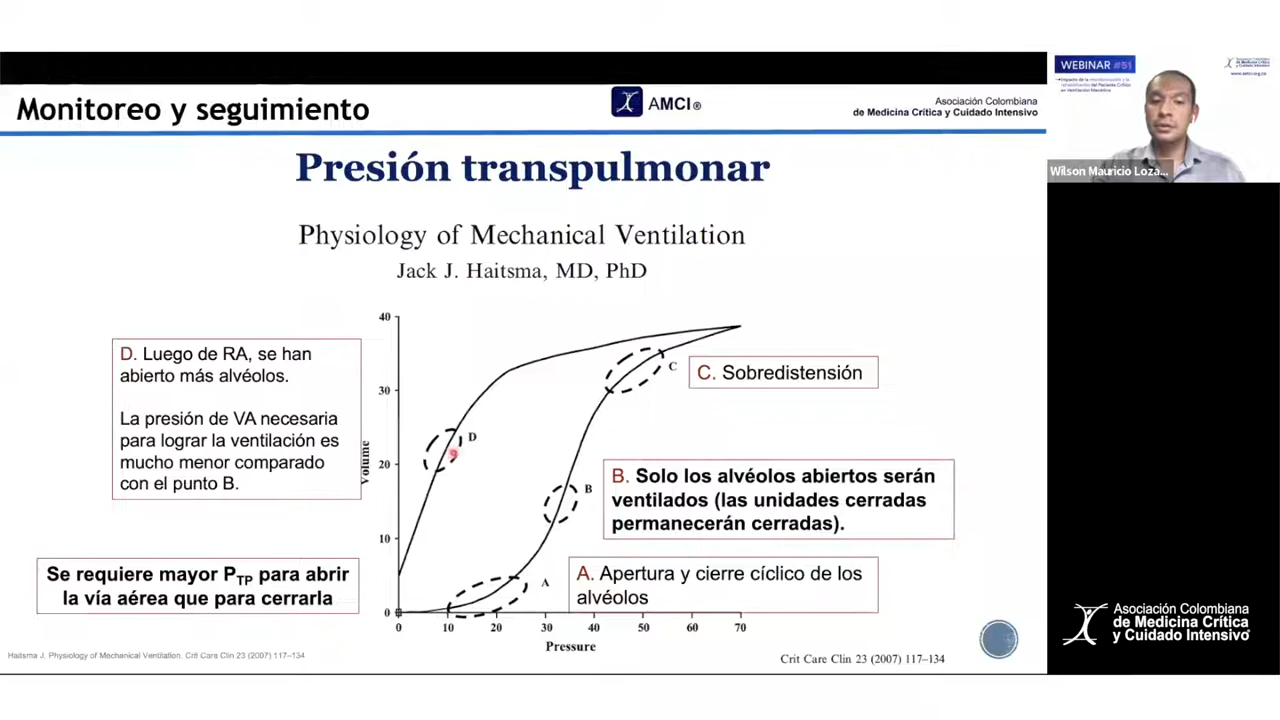 Monitoreo y seguimiento
AMCI®
Asociación Colombiana
de Medicina Crítica y Cuidado Intensivo
Presión transpulmonar
Physiology of Mechanical Ventilation
Jack J. Haitsma, MD, PhD
D. Luego de RA, se han
abierto más alvéolos.
La presión de VA necesaria
para lograr la ventilación es
mucho menor comparado
con el punto B.
Se requiere mayor PTP para abrir
la vía aérea que para cerrarla
40
30
20
10
0
Volume
0 10 20 30 40 50 60 70
Pressure
D
C
B
A
C. Sobredistensión
B. Solo los alvéolos abiertos serán
ventilados (las unidades cerradas
permanecerán cerradas).
A. Apertura y cierre cíclico de los
alvéolos
Haitsma J. Physiology of Mechanical Ventilation. Crit Care Clin 23 (2007) 117–134
Crit Care Clin 23 (2007) 117–134
WEBINAR #51
Wilson Mauricio Loza...
Asociación Colombiana
de Medicina Crítica
y Cuidado Intensivo